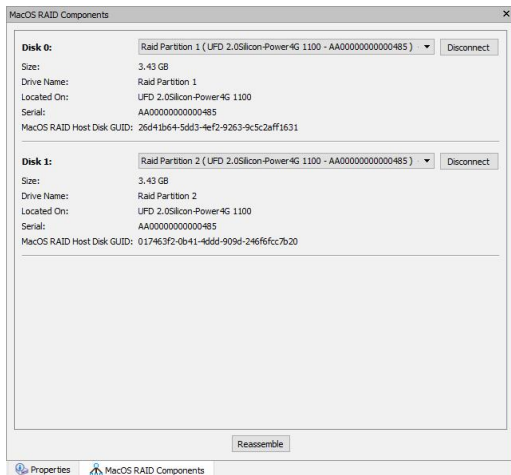 MacOS RAID Components
Disk 0: Raid Partition 1 ( UFD 2.0Silicon-Power4G 1100 - AA00000000000485 ) Disconnect
Size: 3.43 GB
Drive Name: Raid Partition 1
Located On: UFD 2.0Silicon-Power4G 1100
Serial: AA00000000000485
MacOS RAID Host Disk GUID: 26d41b64-5dd3-4ef2-9263-9c5c2aff1631
Disk 1: Raid Partition 2 ( UFD 2.0Silicon-Power4G 1100 - AA00000000000485 ) Disconnect
Size: 3.43 GB
Drive Name: Raid Partition 2
Located On: UFD 2.0Silicon-Power4G 1100
Serial: AA00000000000485
MacOS RAID Host Disk GUID: 017463f2-0b41-4ddd-909d-246f6fcc7b20
Reassemble
Properties MacOS RAID Components